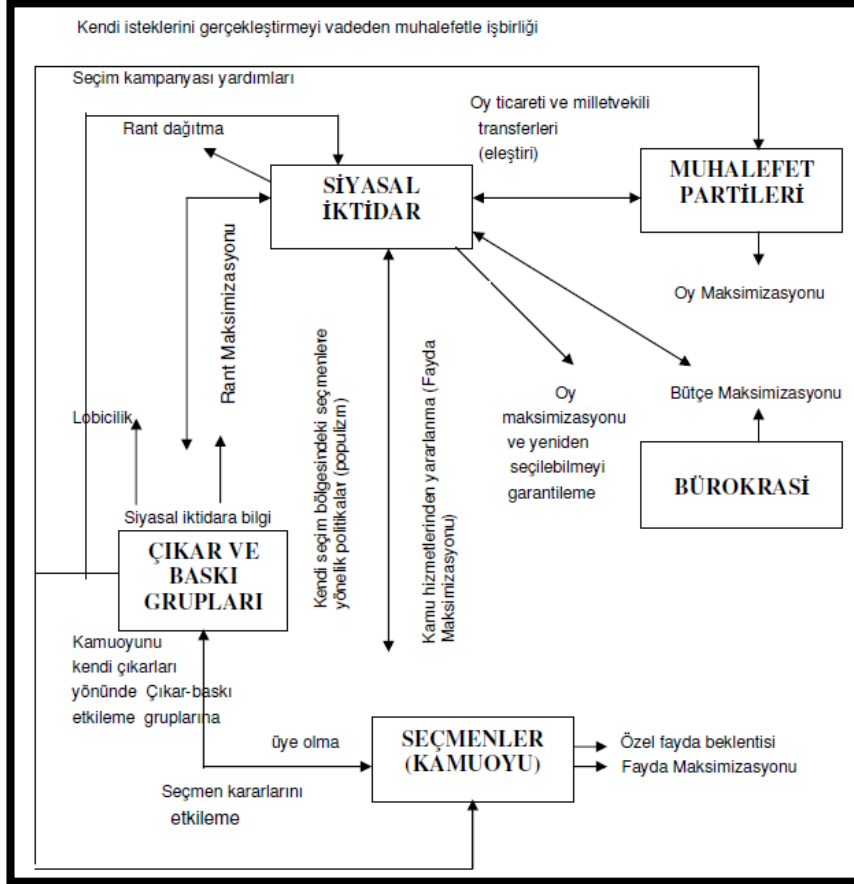 Kendi isteklerini gerçekleştirmeyi vadeden muhalefetle işbirliği
Seçim kampanyası yardımları
Oy ticareti ve milletvekili
transferleri
(eleştiri)
Rant dağıtma
SİYASAL
İKTİDAR
MUHALEFET
PARTİLERİ
Oy Maksimizasyonu
Rant Maksimizasyonu
Kendi seçim bölgesindeki seçmenlere
yönelik politikalar (populizm)
Kamu hizmetlerinden yararlanma (Fayda
Maksimizasyonu)
Oy
maksimizasyonu
ve yeniden
seçilebilmeyi
garantileme
Bütçe Maksimizasyonu
BÜROKRASİ
Lobicilik
Siyasal iktidara bilgi
ÇIKAR VE
BASKI
GRUPLARI
Kamuoyunu
kendi çıkarları
yönünde Çıkar-baskı
etkileme gruplarına
üye olma
Seçmen kararlarını
etkileme
SEÇMENLER
(KAMUOYU)
Özel fayda beklentisi
Fayda Maksimizasyonu